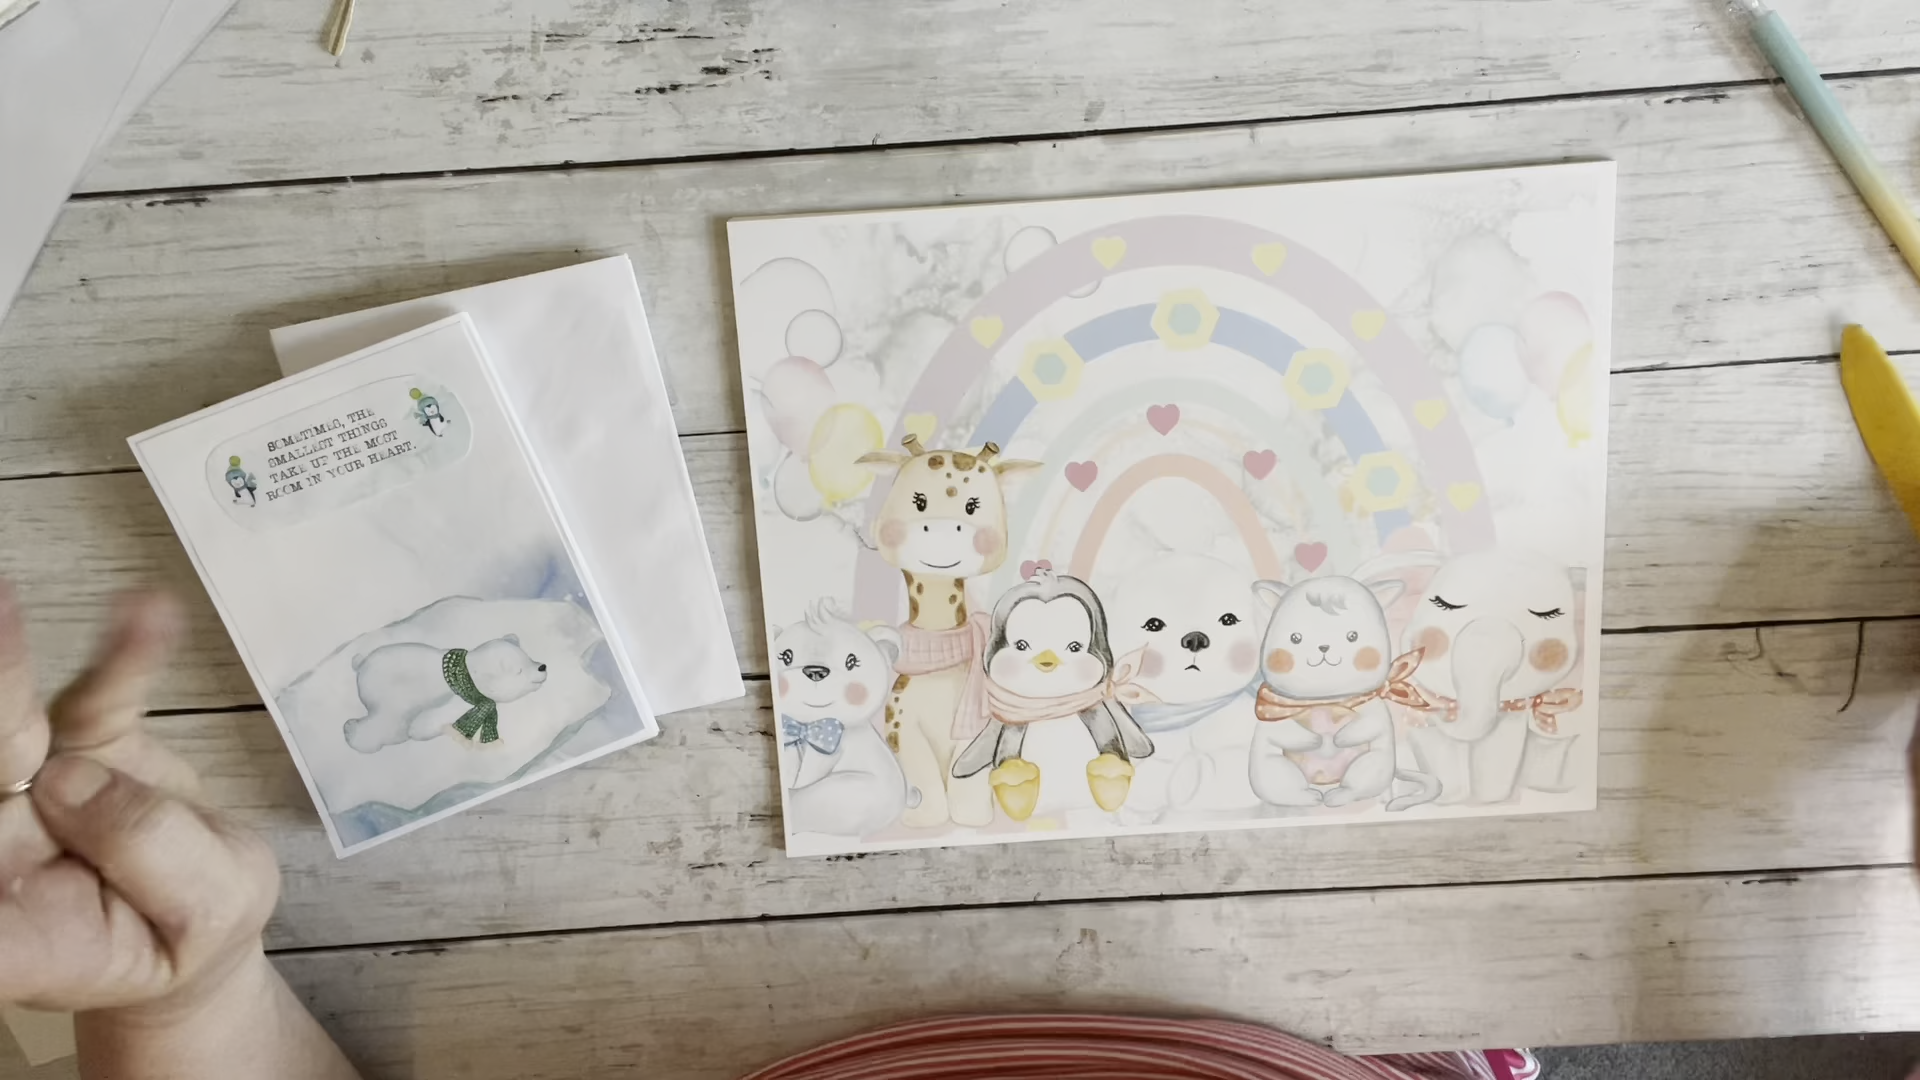 SOMETIMES, THE
SMALLEST THINGS
TAKE UP THE MOST
ROOM IN YOUR HEART.